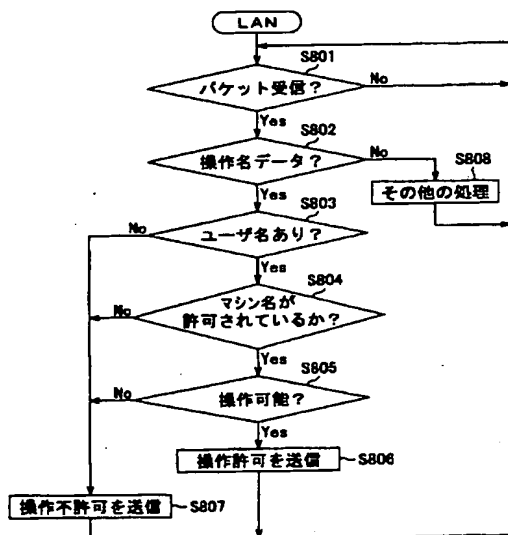 LAN
S801
パケット受信?
No
Yes
S802
操作名データ?
No
S808
その他の処理
Yes
S803
ユーザ名あり?
No
Yes
S804
マシン名が
許可されているか?
No
Yes
S805
操作可能?
No
Yes
操作許可を送信
S806
操作不許可を送信
S807